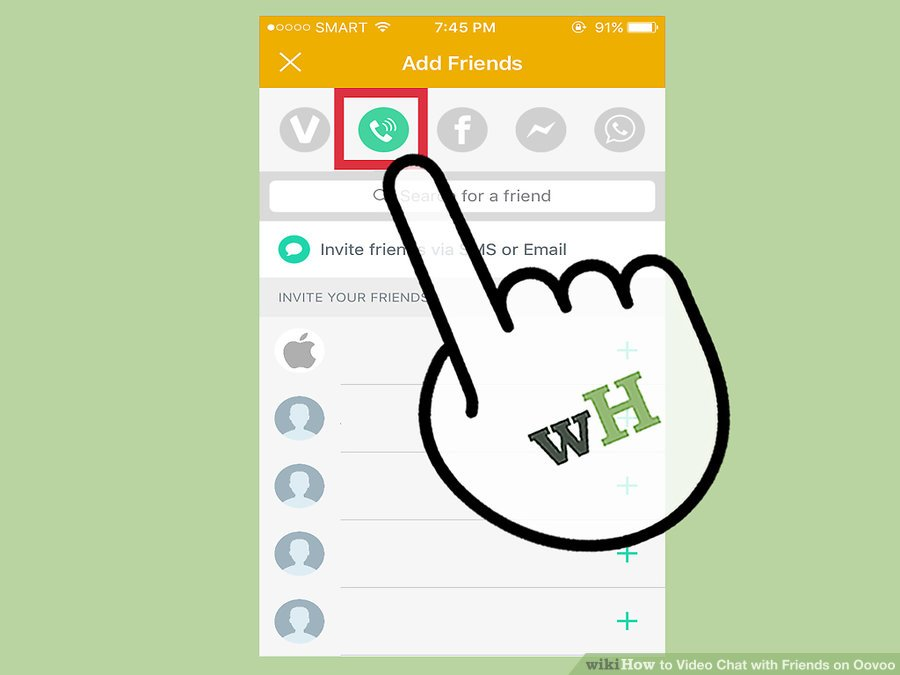 SMART 7:45 PM 91%
Add Friends
Search for a friend
Invite friends via SMS or Email
INVITE YOUR FRIENDS
wH
wikiHow to Video Chat with Friends on Oovoo